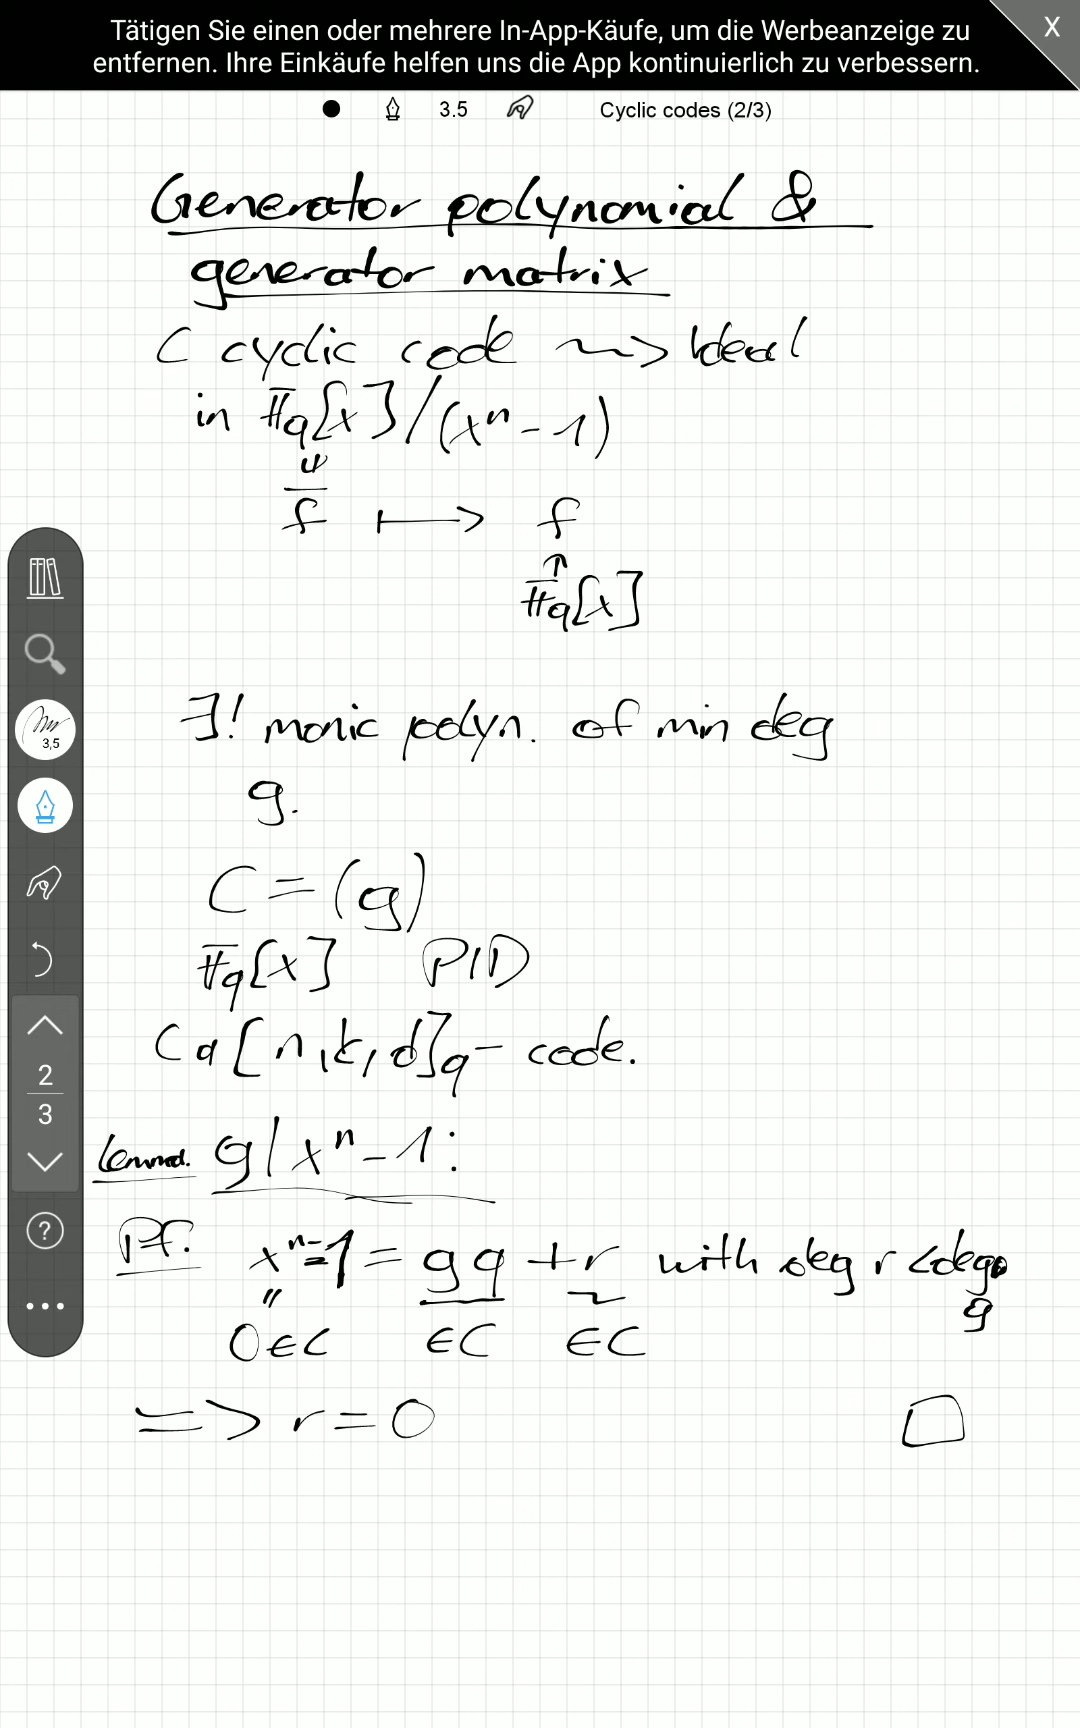 Tätigen Sie einen oder mehrere In-App-Käufe, um die Werbeanzeige zu
entfernen. Ihre Einkäufe helfen uns die App kontinuierlich zu verbessern.
X
3.5 Cyclic codes (2/3)
Generator polynomial &
generator matrix
C cyclic code ~> Ideal
in 𝔽q[x]/(xⁿ-1)
∈
f̄ ↦ f
↑
𝔽q[x]
∃! monic polyn. of min deg
g.
C = (g)
𝔽q[x] PID
C a [n,k,d]q - code.
Lemma. g | xⁿ-1:
Pf. xⁿ-1 = gq + r with deg r < deg
g
"
0∈C ∈C ∈C
=> r = 0 □
3,5
2
3
?